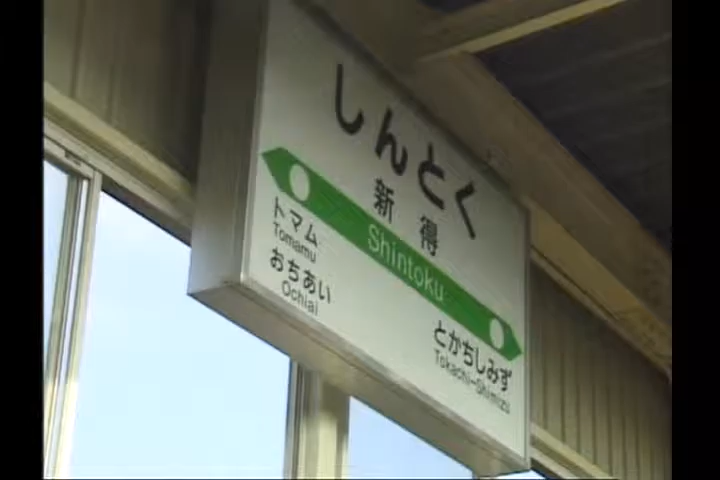 しんとく
新得
Shintoku
トマム
Tomamu
おちあい
Ochiai
とかちしみず
Tokachi-Shimizu